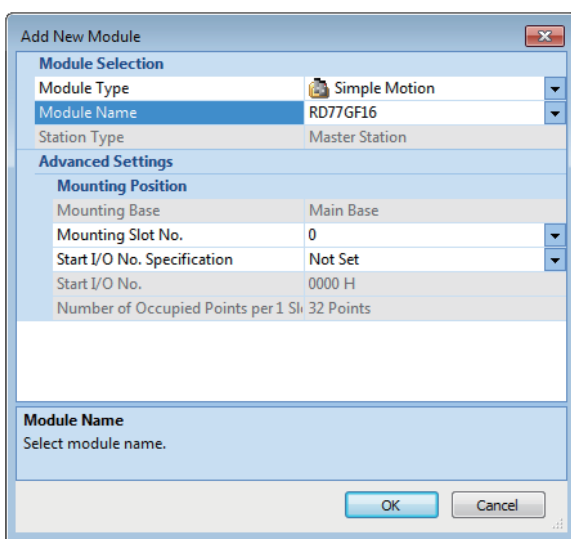 Add New Module
Module Selection
Module Type Simple Motion
Module Name RD77GF16
Station Type Master Station
Advanced Settings
Mounting Position
Mounting Base Main Base
Mounting Slot No. 0
Start I/O No. Specification Not Set
Start I/O No. 0000 H
Number of Occupied Points per 1 Sl 32 Points
Module Name
Select module name.
OK Cancel